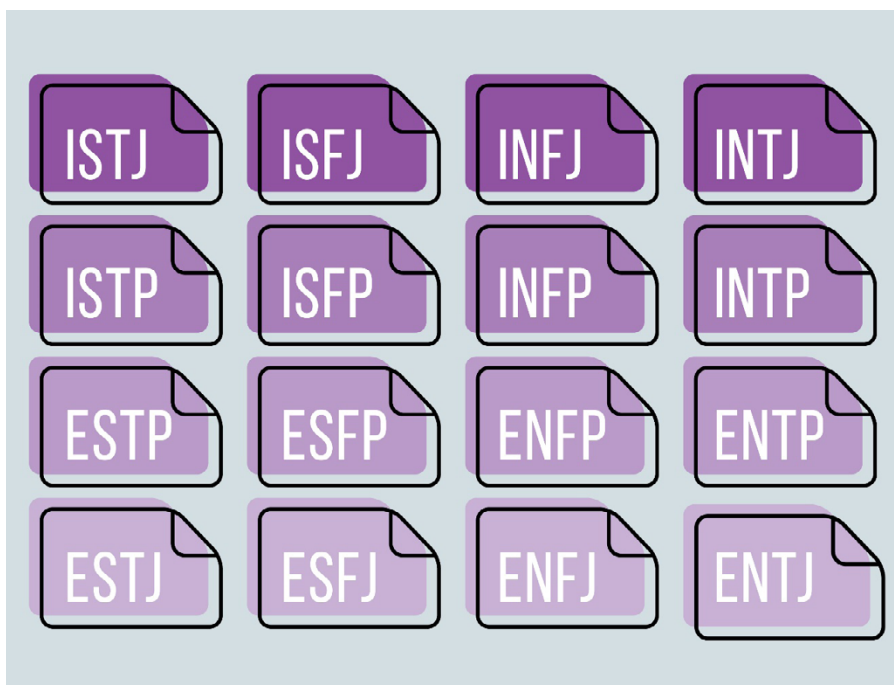 ISTJ ISFJ INFJ INTJ
ISTP ISFP INFP INTP
ESTP ESFP ENFP ENTP
ESTJ ESFJ ENFJ ENTJ